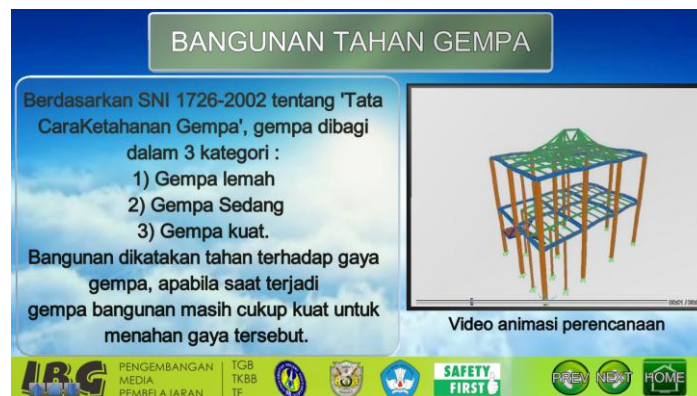 BANGUNAN TAHAN GEMPA
Berdasarkan SNI 1726-2002 tentang 'Tata
CaraKetahanan Gempa', gempa dibagi
dalam 3 kategori :
1) Gempa lemah
2) Gempa Sedang
3) Gempa kuat.
Bangunan dikatakan tahan terhadap gaya
gempa, apabila saat terjadi
gempa bangunan masih cukup kuat untuk
menahan gaya tersebut.
Video animasi perencanaan
PENGEMBANGAN
MEDIA
PEMBELAJARAN
TGB
TKBB
TF
SAFETY
FIRST
PREV
NEXT
HOME